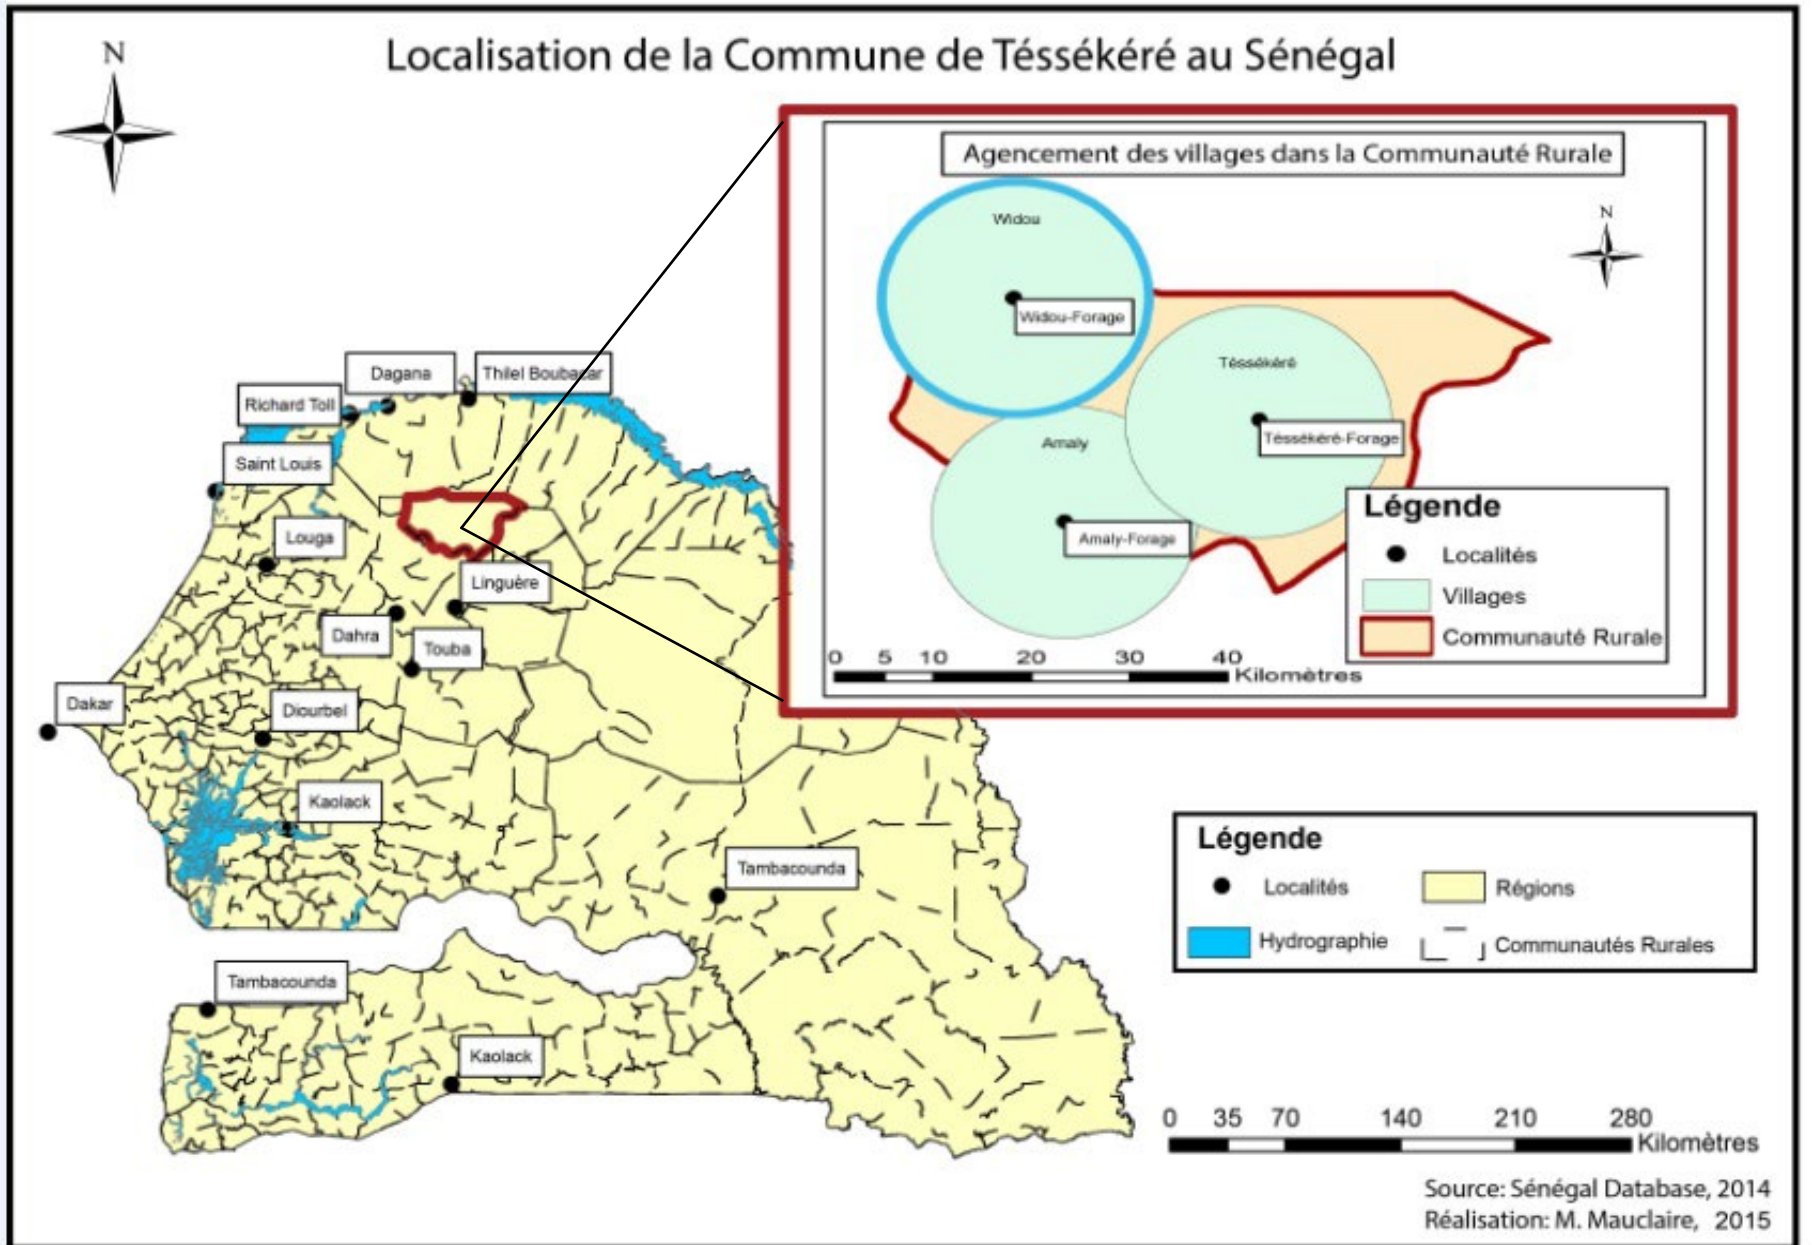 Localisation de la Commune de Téssékéré au Sénégal
N
Agencement des villages dans la Communauté Rurale
Widou
N
Widou-Forage
Téssékéré
Téssékéré-Forage
Amaly
Amaly-Forage
Légende
Localités
Villages
Communauté Rurale
0 5 10 20 30 40
Kilomètres
Dagana
Thilel Boubacar
Richard Toll
Saint Louis
Louga
Linguère
Dahra
Touba
Dakar
Diourbel
Kaolack
Tambacounda
Tambacounda
Kaolack
Légende
Localités
Régions
Hydrographie
Communautés Rurales
0 35 70 140 210 280
Kilomètres
Source: Sénégal Database, 2014
Réalisation: M. Mauclaire, 2015